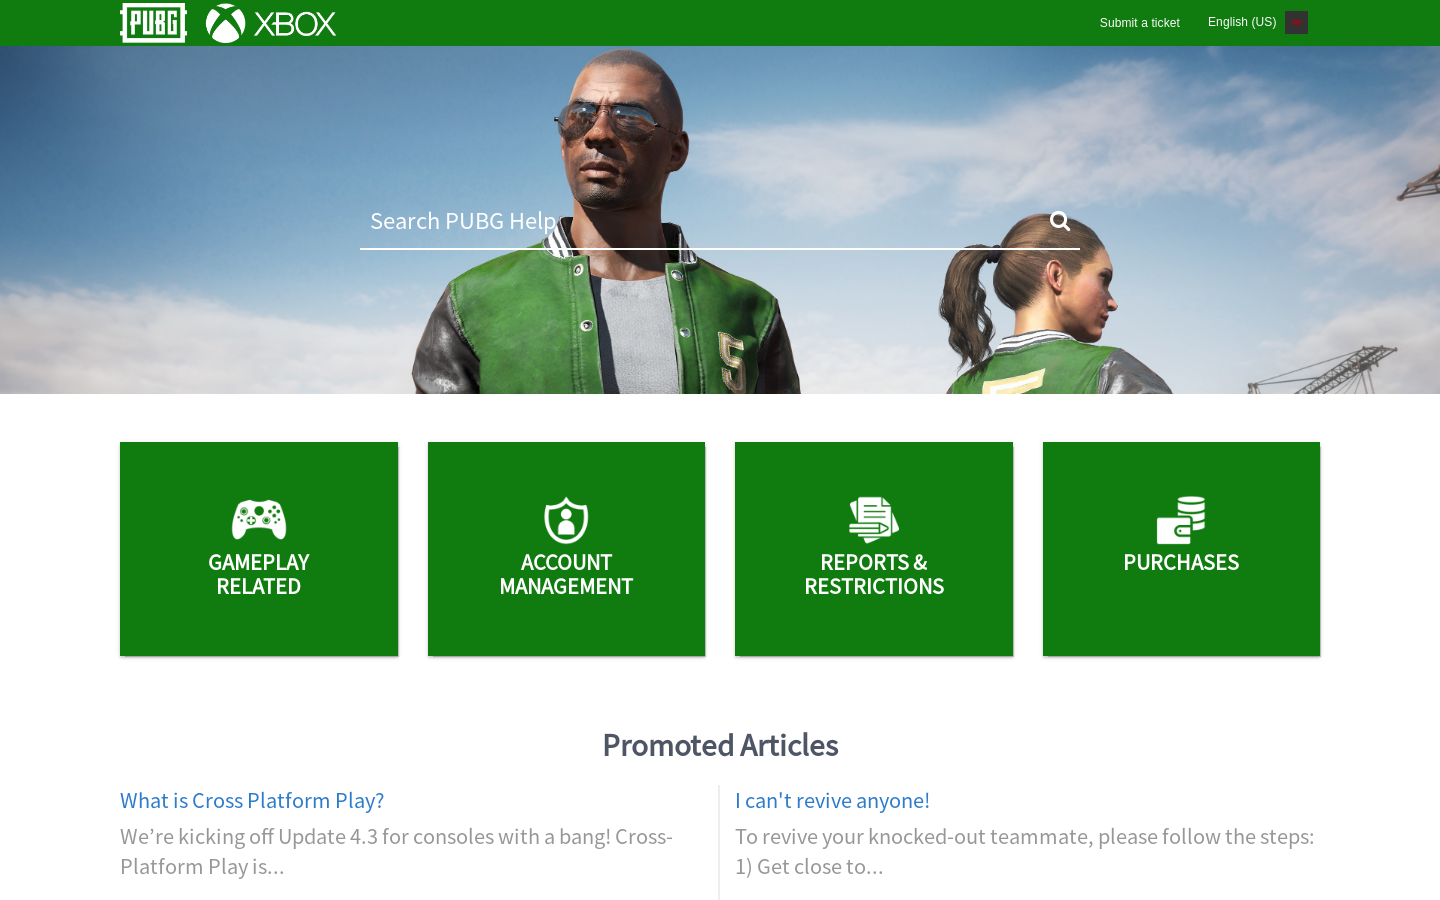 PUBG XBOX Submit a ticket English (US)
Search PUBG Help
5
GAMEPLAY
RELATED
ACCOUNT
MANAGEMENT
REPORTS &
RESTRICTIONS
PURCHASES
Promoted Articles
What is Cross Platform Play?
We’re kicking off Update 4.3 for consoles with a bang! Cross-
Platform Play is...
I can't revive anyone!
To revive your knocked-out teammate, please follow the steps:
1) Get close to...